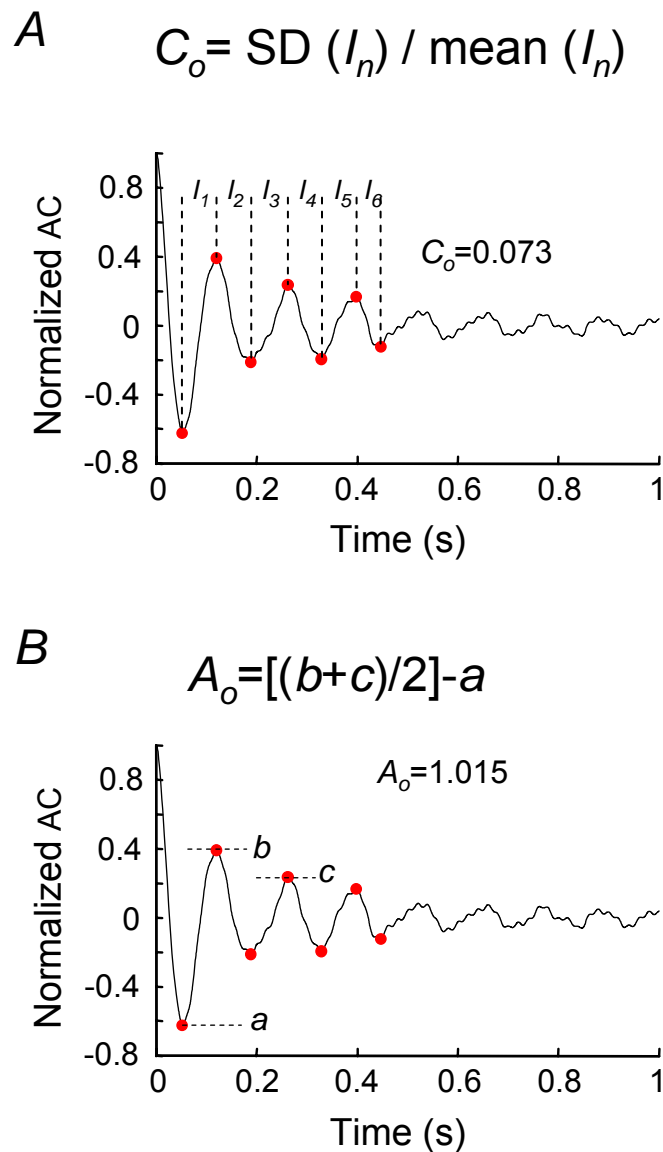 A
Cₒ= SD (Iₙ) / mean (Iₙ)
I₁ I₂ I₃ I₄ I₅ I₆
Cₒ=0.073
0.8
0.4
0
-0.4
-0.8
Normalized AC
0 0.2 0.4 0.6 0.8 1
Time (s)
B
Aₒ=[(b+c)/2]-a
Aₒ=1.015
0.8
0.4
0
-0.4
-0.8
Normalized AC
b
c
a
0 0.2 0.4 0.6 0.8 1
Time (s)